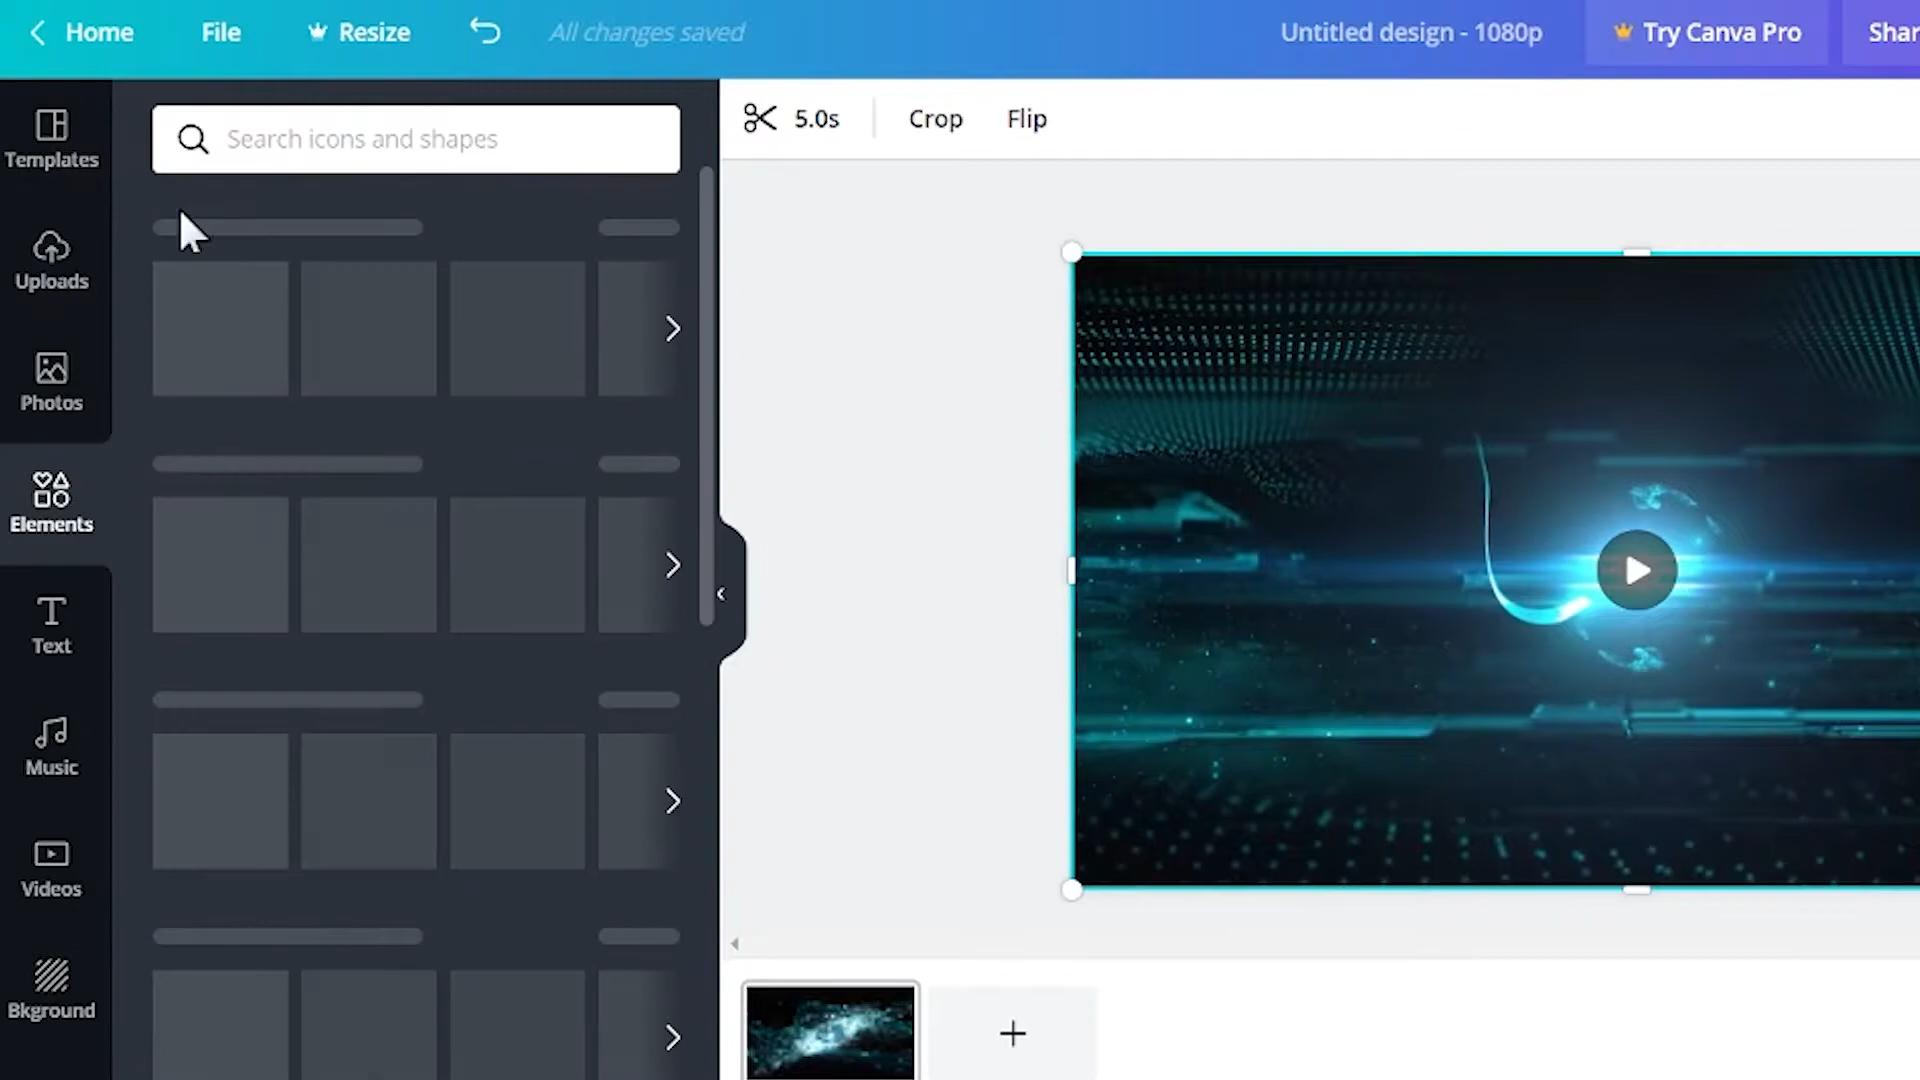 Home
File
Resize
All changes saved
Untitled design - 1080p
Try Canva Pro
Shar
Templates
Uploads
Photos
Elements
Text
Music
Videos
Bkground
Search icons and shapes
5.0s
Crop
Flip